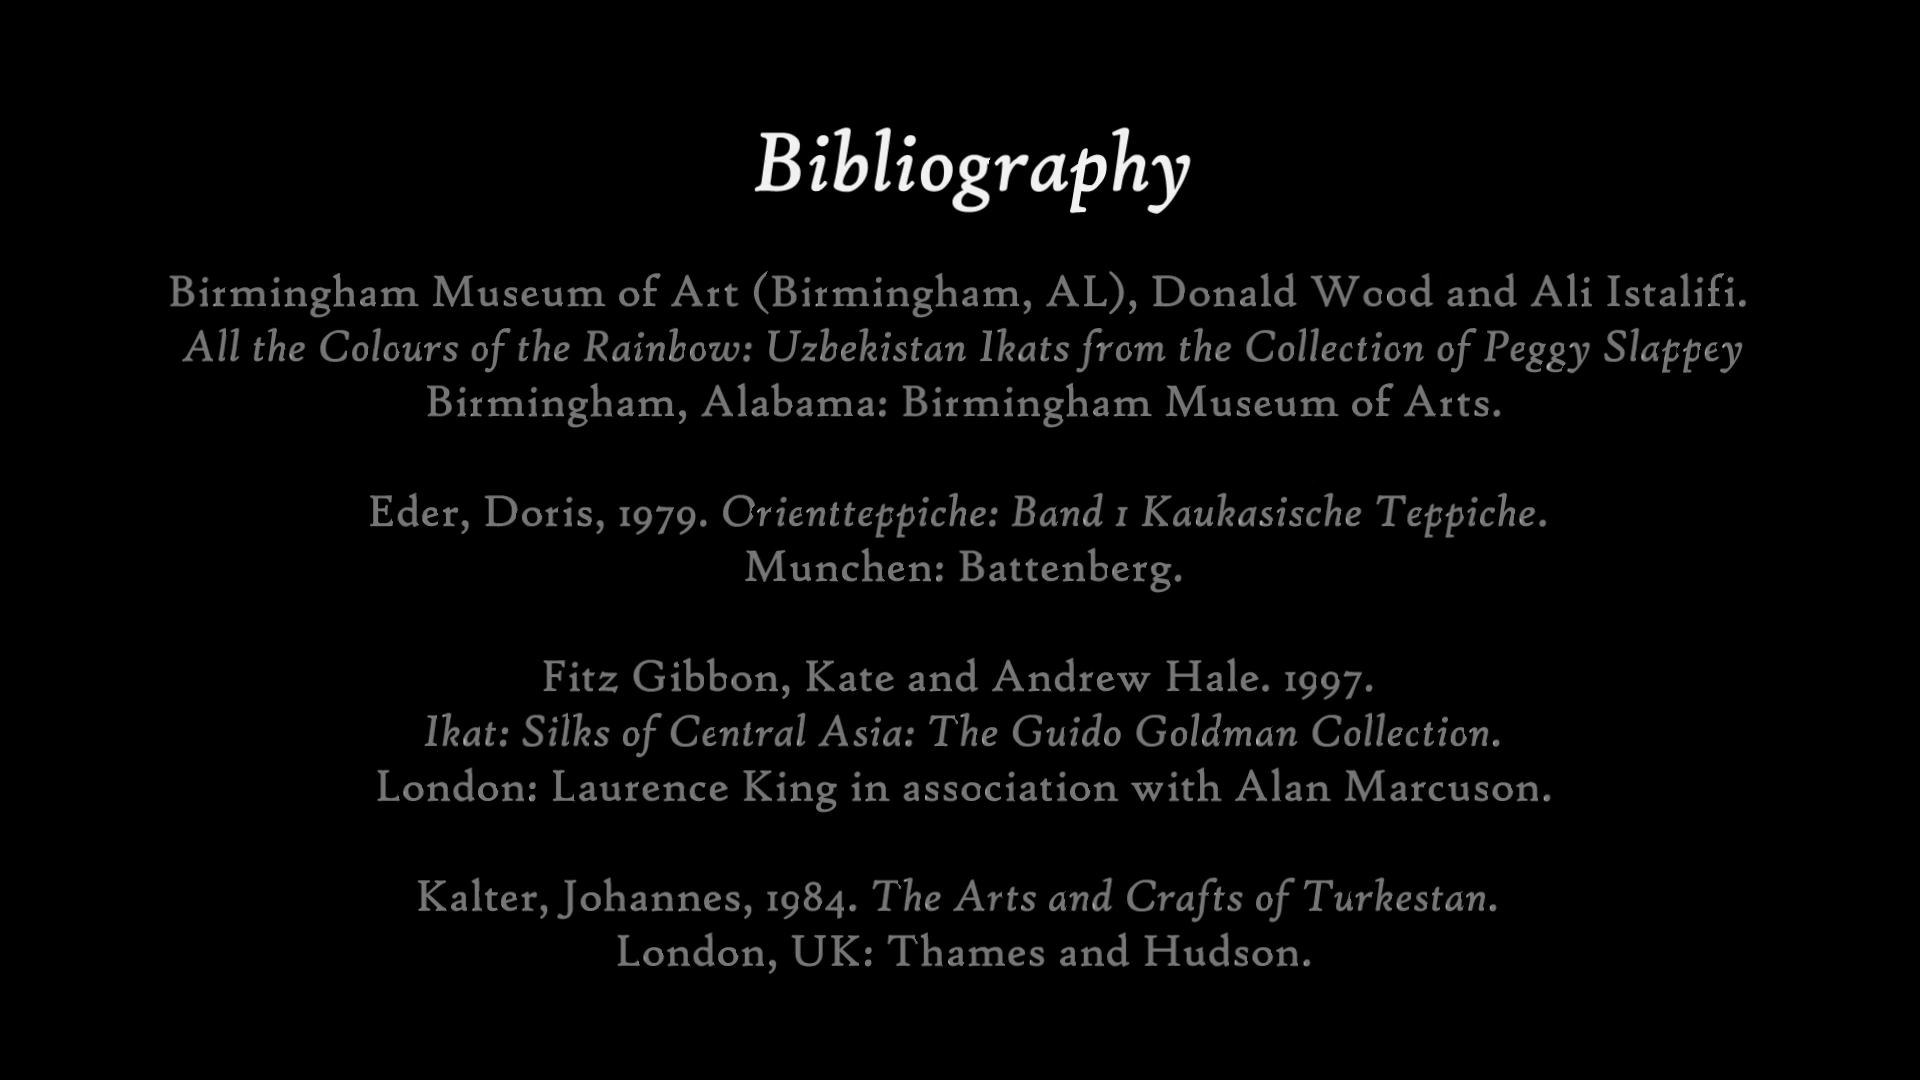 Bibliography
Birmingham Museum of Art (Birmingham, AL), Donald Wood and Ali Istalifi.
All the Colours of the Rainbow: Uzbekistan Ikats from the Collection of Peggy Slappey
Birmingham, Alabama: Birmingham Museum of Arts.
Eder, Doris, 1979. Orientteppiche: Band 1 Kaukasische Teppiche.
Munchen: Battenberg.
Fitz Gibbon, Kate and Andrew Hale. 1997.
Ikat: Silks of Central Asia: The Guido Goldman Collection.
London: Laurence King in association with Alan Marcuson.
Kalter, Johannes, 1984. The Arts and Crafts of Turkestan.
London, UK: Thames and Hudson.